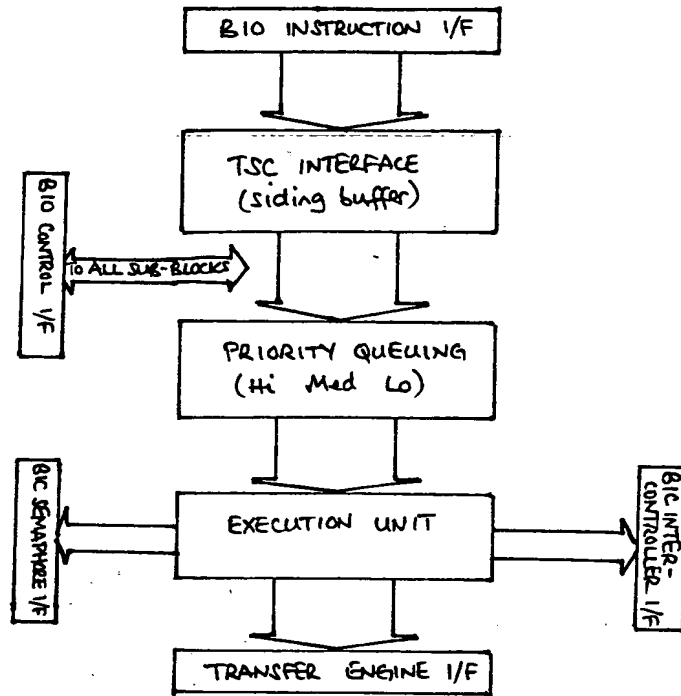 BIO INSTRUCTION I/F
TSC INTERFACE
(siding buffer)
BIO CONTROL I/F
TO ALL SUB-BLOCKS
PRIORITY QUEUING
(Hi Med Lo)
BIC SEMAPHORE I/F
EXECUTION UNIT
BIC INTER-
CONTROLLER I/F
TRANSFER ENGINE I/F